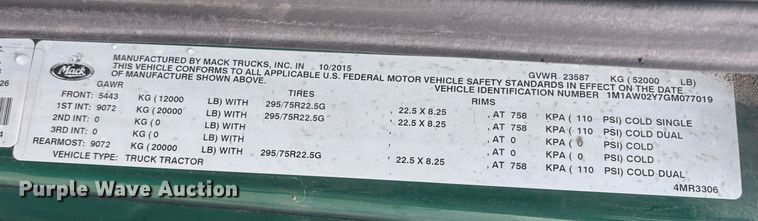 Mack
MANUFACTURED BY MACK TRUCKS, INC. IN 10/2015 GVWR 23587 KG (52000 LB)
THIS VEHICLE CONFORMS TO ALL APPLICABLE U.S. FEDERAL MOTOR VEHICLE SAFETY STANDARDS IN EFFECT ON THE DATE
OF MANUFACTURE SHOWN ABOVE. VEHICLE IDENTIFICATION NUMBER 1M1AW02Y7GM077019
GAWR RIMS
FRONT: 5443 KG (12000 LB) WITH 295/75R22.5G , 22.5 X 8.25 , AT 758 KPA ( 110 PSI) COLD SINGLE
1ST INT: 9072 KG (20000 LB) WITH 295/75R22.5G , 22.5 X 8.25 , AT 758 KPA ( 110 PSI) COLD DUAL
2ND INT: 0 KG (0 LB) WITH , , AT 0 KPA ( 0 PSI) COLD
3RD INT: 0 KG (0 LB) WITH , , AT 0 KPA ( 0 PSI) COLD
REARMOST: 9072 KG (20000 LB) WITH 295/75R22.5G , 22.5 X 8.25 , AT 758 KPA ( 110 PSI) COLD DUAL
VEHICLE TYPE: TRUCK TRACTOR 4MR3306
26
4
Purple Wave Auction